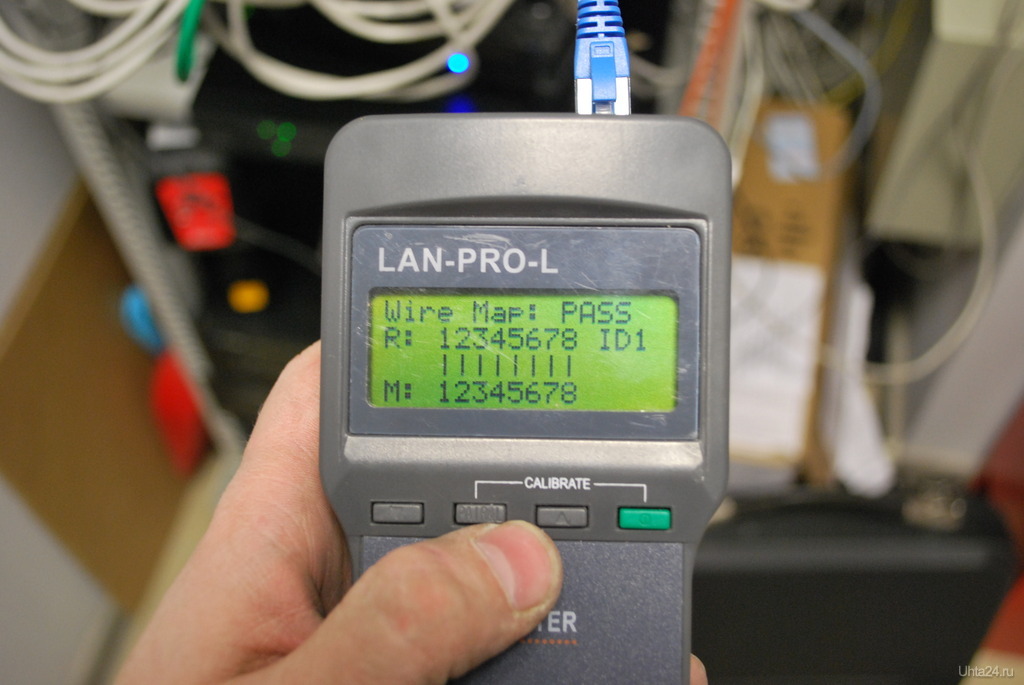 LAN-PRO-L
Wire Map: PASS
R: 12345678 ID1
||||||||
M: 12345678
CALIBRATE
TER
Uhta24.ru